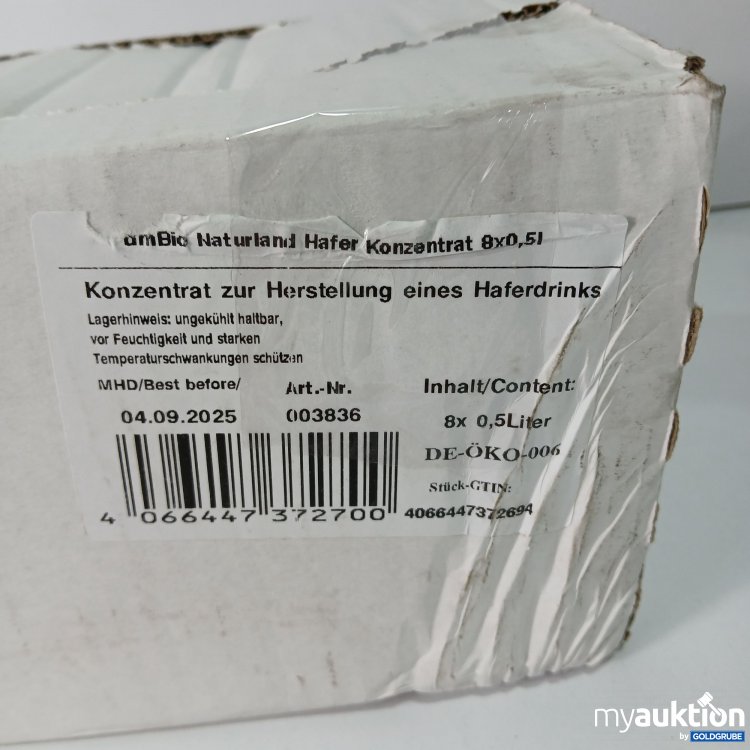 dmBio Naturland Hafer Konzentrat 8x0,5l
Konzentrat zur Herstellung eines Haferdrinks
Lagerhinweis: ungekühlt haltbar,
vor Feuchtigkeit und starken
Temperaturschwankungen schützen
MHD/Best before/ Art.-Nr. Inhalt/Content:
04.09.2025 003836 8x 0,5Liter
DE-ÖKO-006
Stück-GTIN:
4 066447 372700 4066447372694
myauktion
by GOLDGRUBE